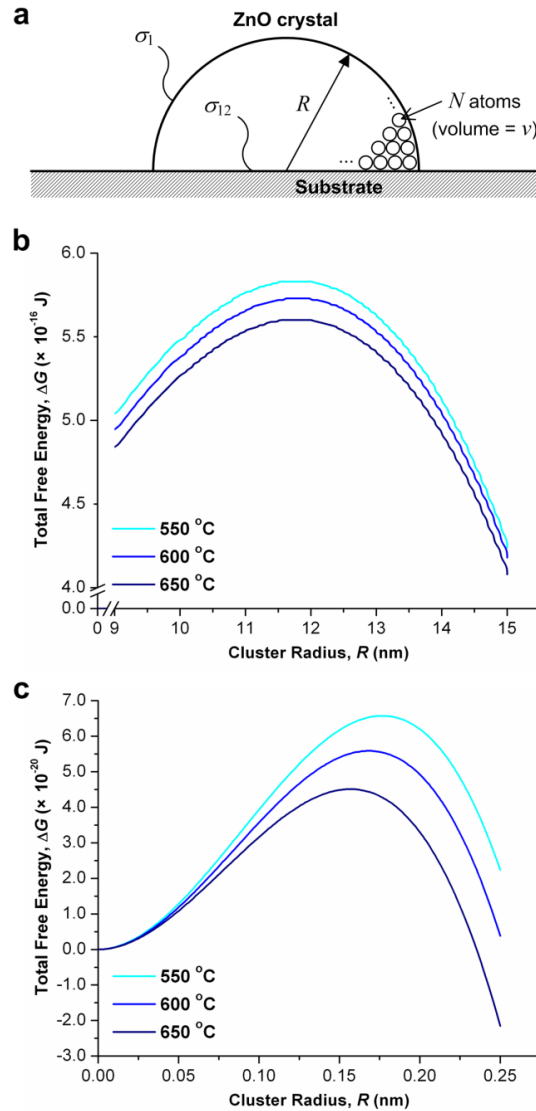 a
ZnO crystal
σ1
σ12
R
N atoms
(volume = v)
...
...
Substrate
b
Total Free Energy, ΔG (× 10-16 J)
6.0
5.5
5.0
4.5
4.0
0.0
550 °C
600 °C
650 °C
0 9 10 11 12 13 14 15
Cluster Radius, R (nm)
c
Total Free Energy, ΔG (× 10-20 J)
7.0
6.0
5.0
4.0
3.0
2.0
1.0
0.0
-1.0
-2.0
-3.0
550 °C
600 °C
650 °C
0.00 0.05 0.10 0.15 0.20 0.25
Cluster Radius, R (nm)